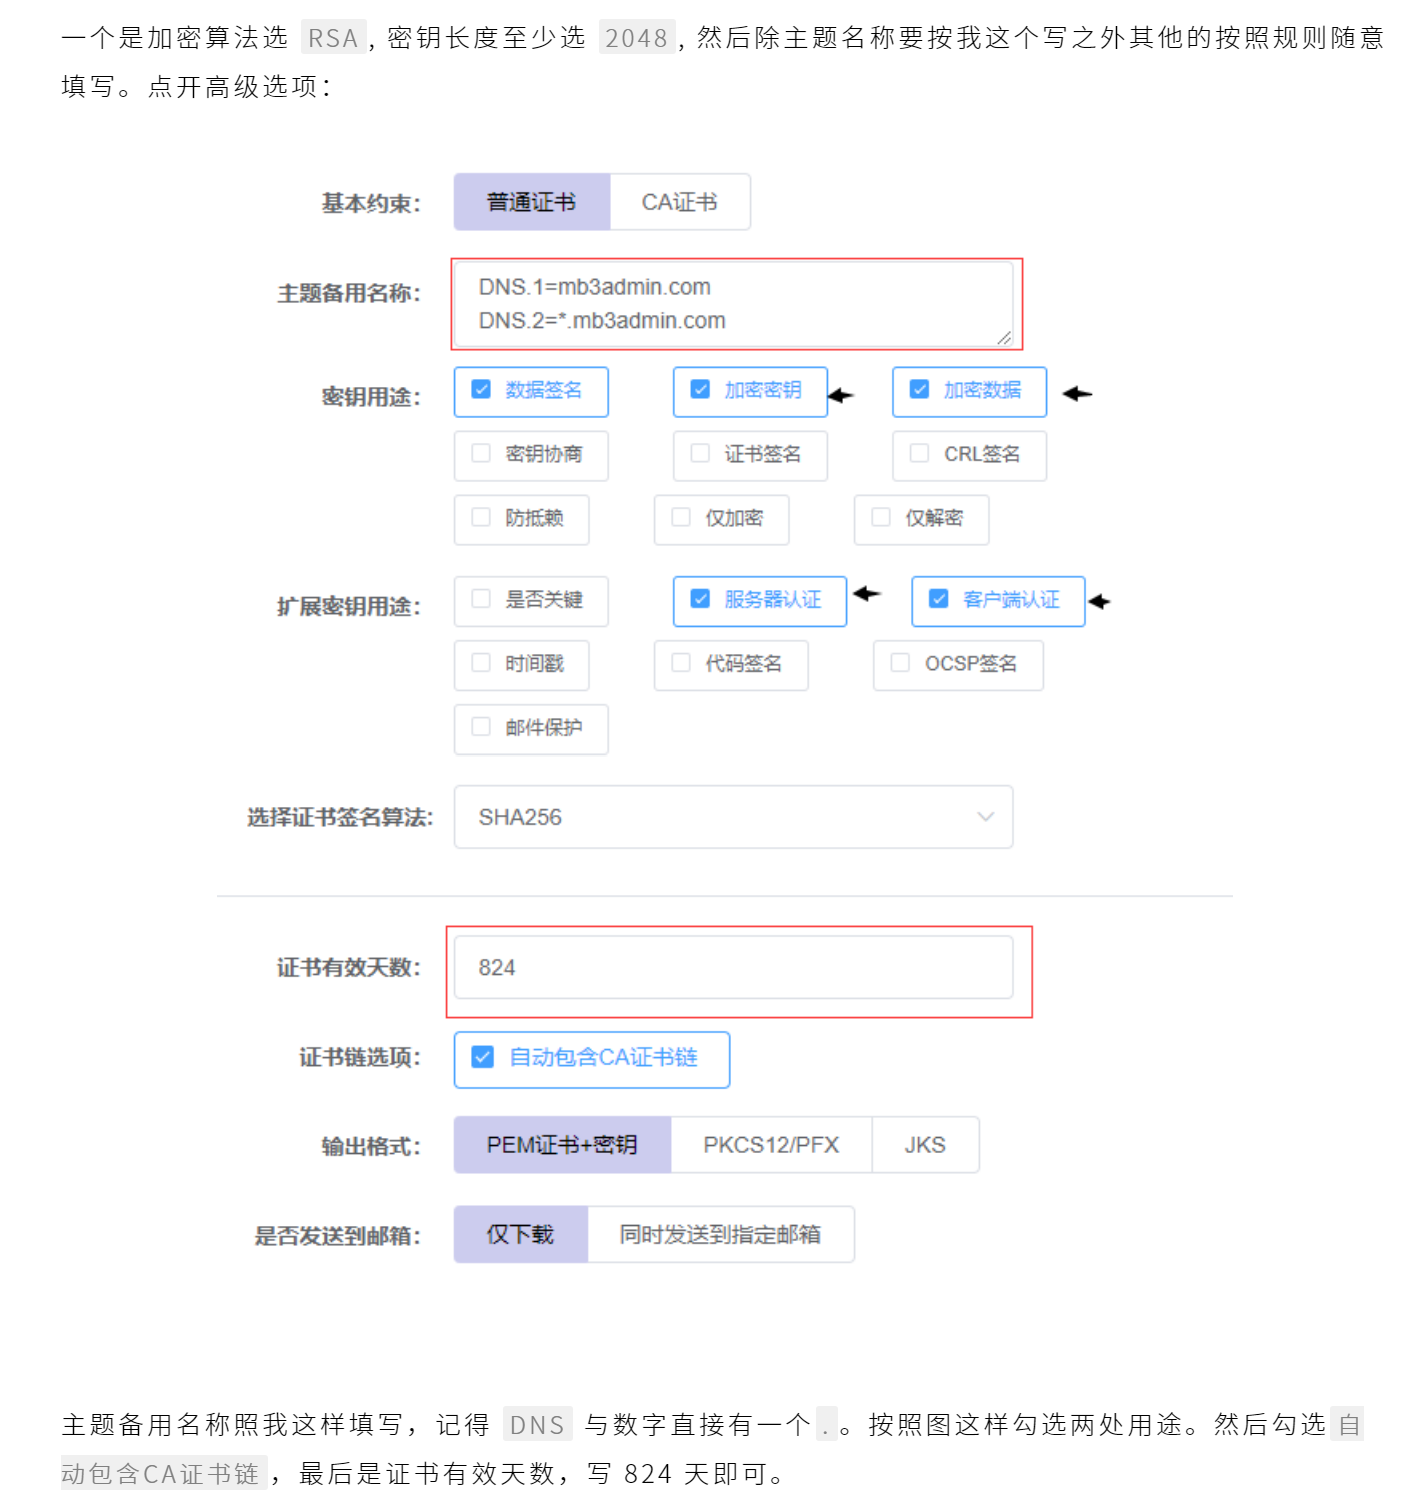 一个是加密算法选 RSA, 密钥长度至少选 2048, 然后除主题名称要按我这个写之外其他的按照规则随意
填写。点开高级选项：
基本约束： 普通证书 CA证书
主题备用名称： DNS.1=mb3admin.com
DNS.2=*.mb3admin.com
密钥用途： 数据签名 加密密钥 加密数据
密钥协商 证书签名 CRL签名
防抵赖 仅加密 仅解密
扩展密钥用途： 是否关键 服务器认证 客户端认证
时间戳 代码签名 OCSP签名
邮件保护
选择证书签名算法： SHA256
证书有效天数： 824
证书链选项： 自动包含CA证书链
输出格式： PEM证书+密钥 PKCS12/PFX JKS
是否发送到邮箱： 仅下载 同时发送到指定邮箱
主题备用名称照我这样填写，记得 DNS 与数字直接有一个 . 。按照图这样勾选两处用途。然后勾选 自
动包含CA证书链 ，最后是证书有效天数，写 824 天即可。